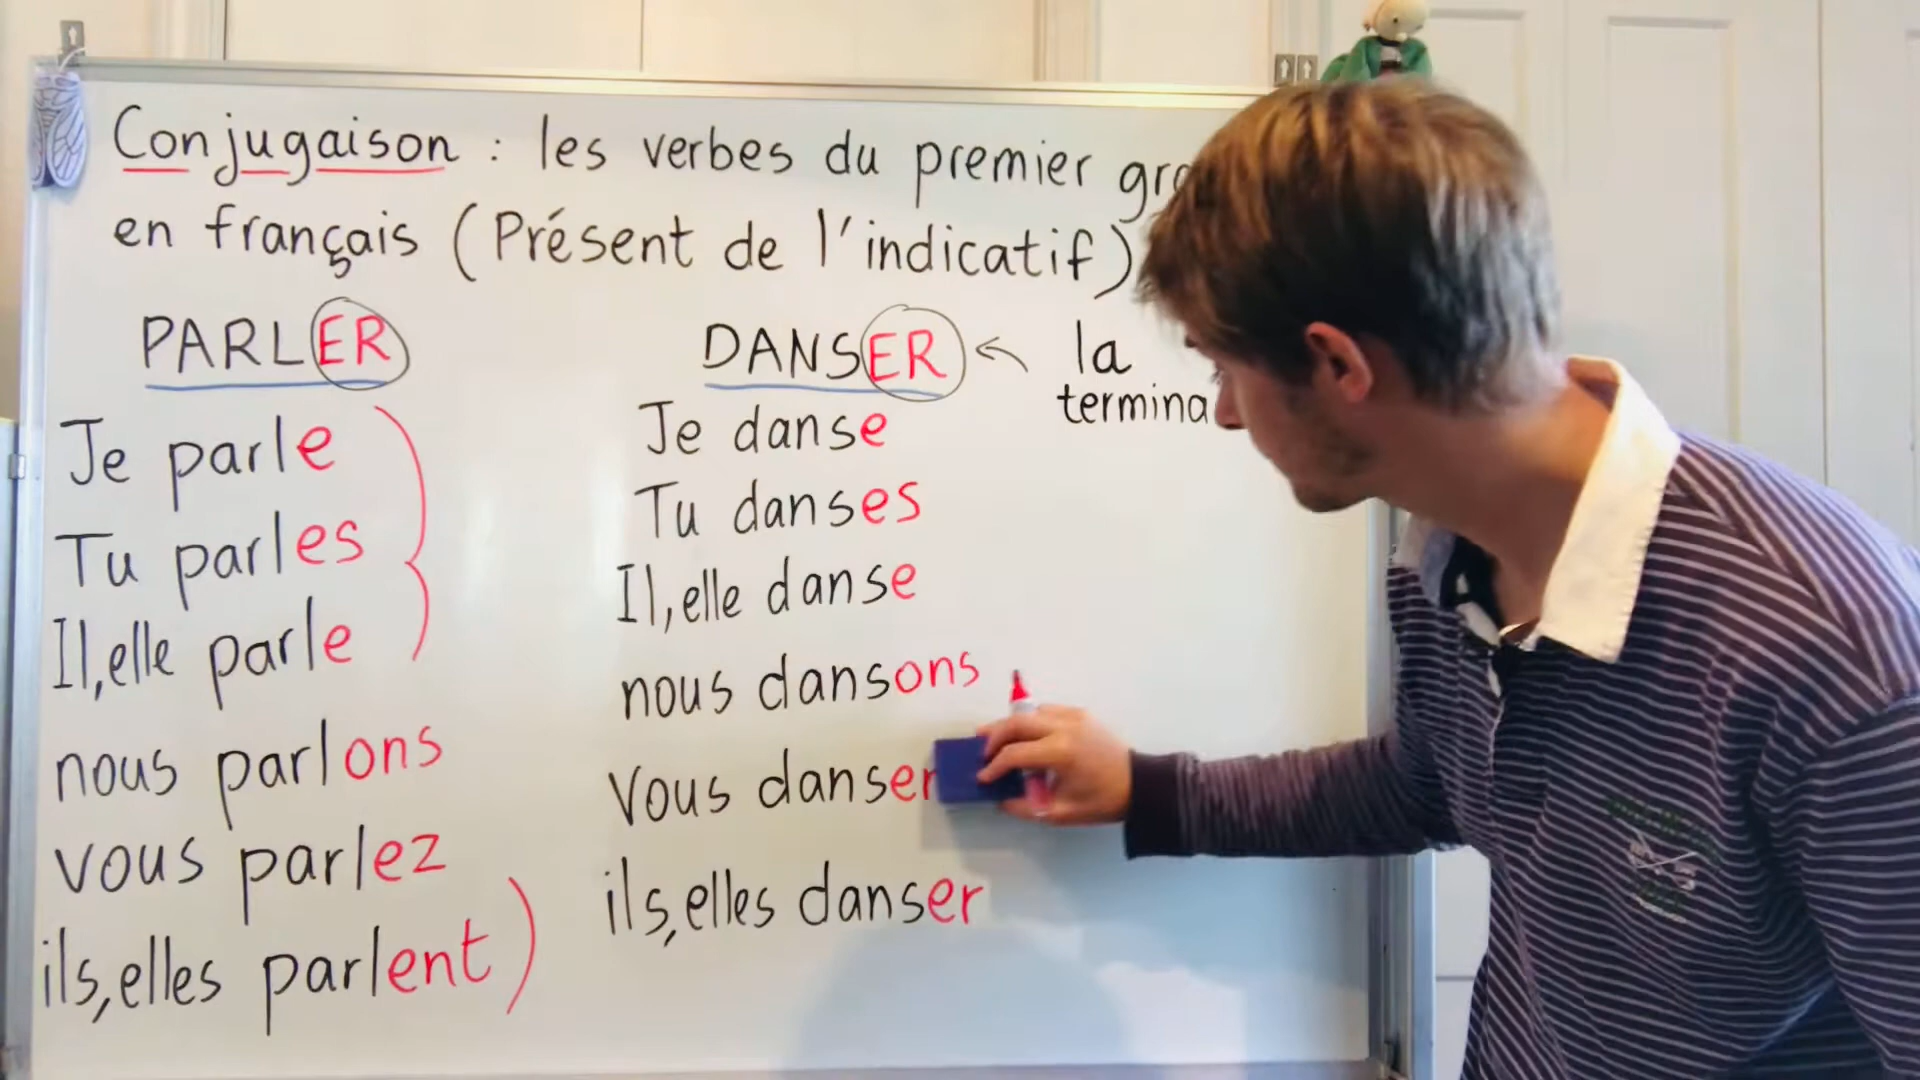 Conjugaison : les verbes du premier gr
en français (Présent de l'indicatif)
PARLER
Je parle
Tu parles
Il,elle parle
nous parlons
vous parlez
ils,elles parlent
DANSER
la
termina
Je danse
Tu danses
Il,elle danse
nous dansons
Vous danser
ils,elles danser